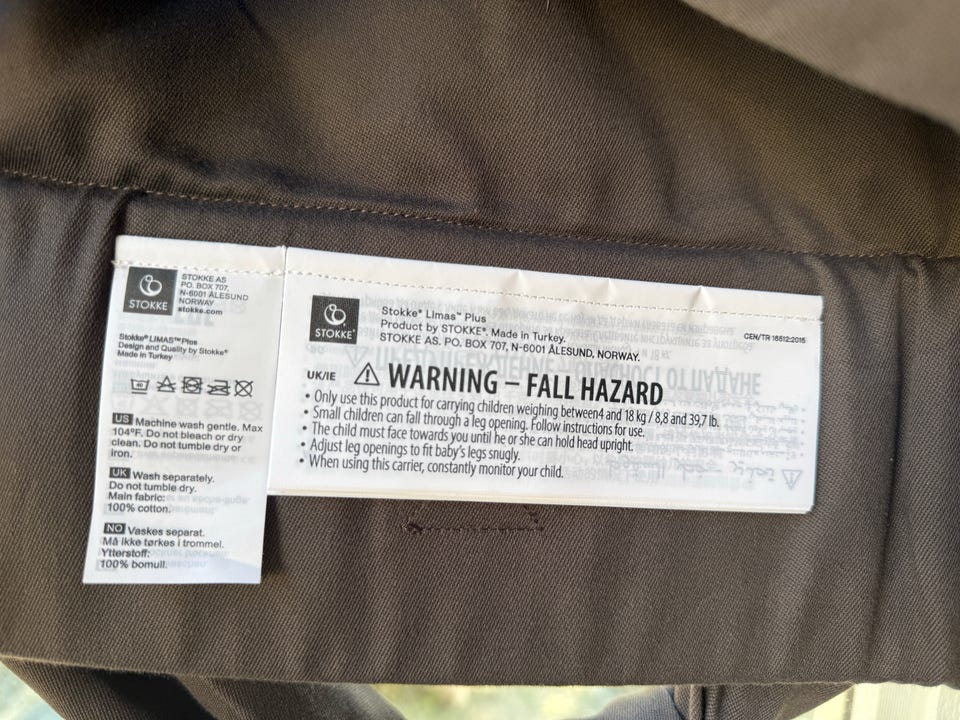 STOKKE
STOKKE AS
PO. BOX 707,
N-6001 ÅLESUND
NORWAY
stokke.com
Stokke® LIMAS™ Plus
Design and Quality by Stokke®
Made in Turkey
US Machine wash gentle. Max
104°F. Do not bleach or dry
clean. Do not tumble dry or
iron.
UK Wash separately.
Do not tumble dry.
Main fabric:
100% cotton.
NO Vaskes separat.
Må ikke tørkes i trommel.
Ytterstoff:
100% bomull.
STOKKE®
Stokke® Limas™ Plus
Product by STOKKE®. Made in Turkey.
STOKKE AS. PO. BOX 707, N-6001 ÅLESUND, NORWAY.
CEN/TR 16512:2015
UK/IE WARNING – FALL HAZARD
• Only use this product for carrying children weighing between4 and 18 kg / 8,8 and 39,7 lb.
• Small children can fall through a leg opening. Follow instructions for use.
• The child must face towards you until he or she can hold head upright.
• Adjust leg openings to fit baby's legs snugly.
• When using this carrier, constantly monitor your child.